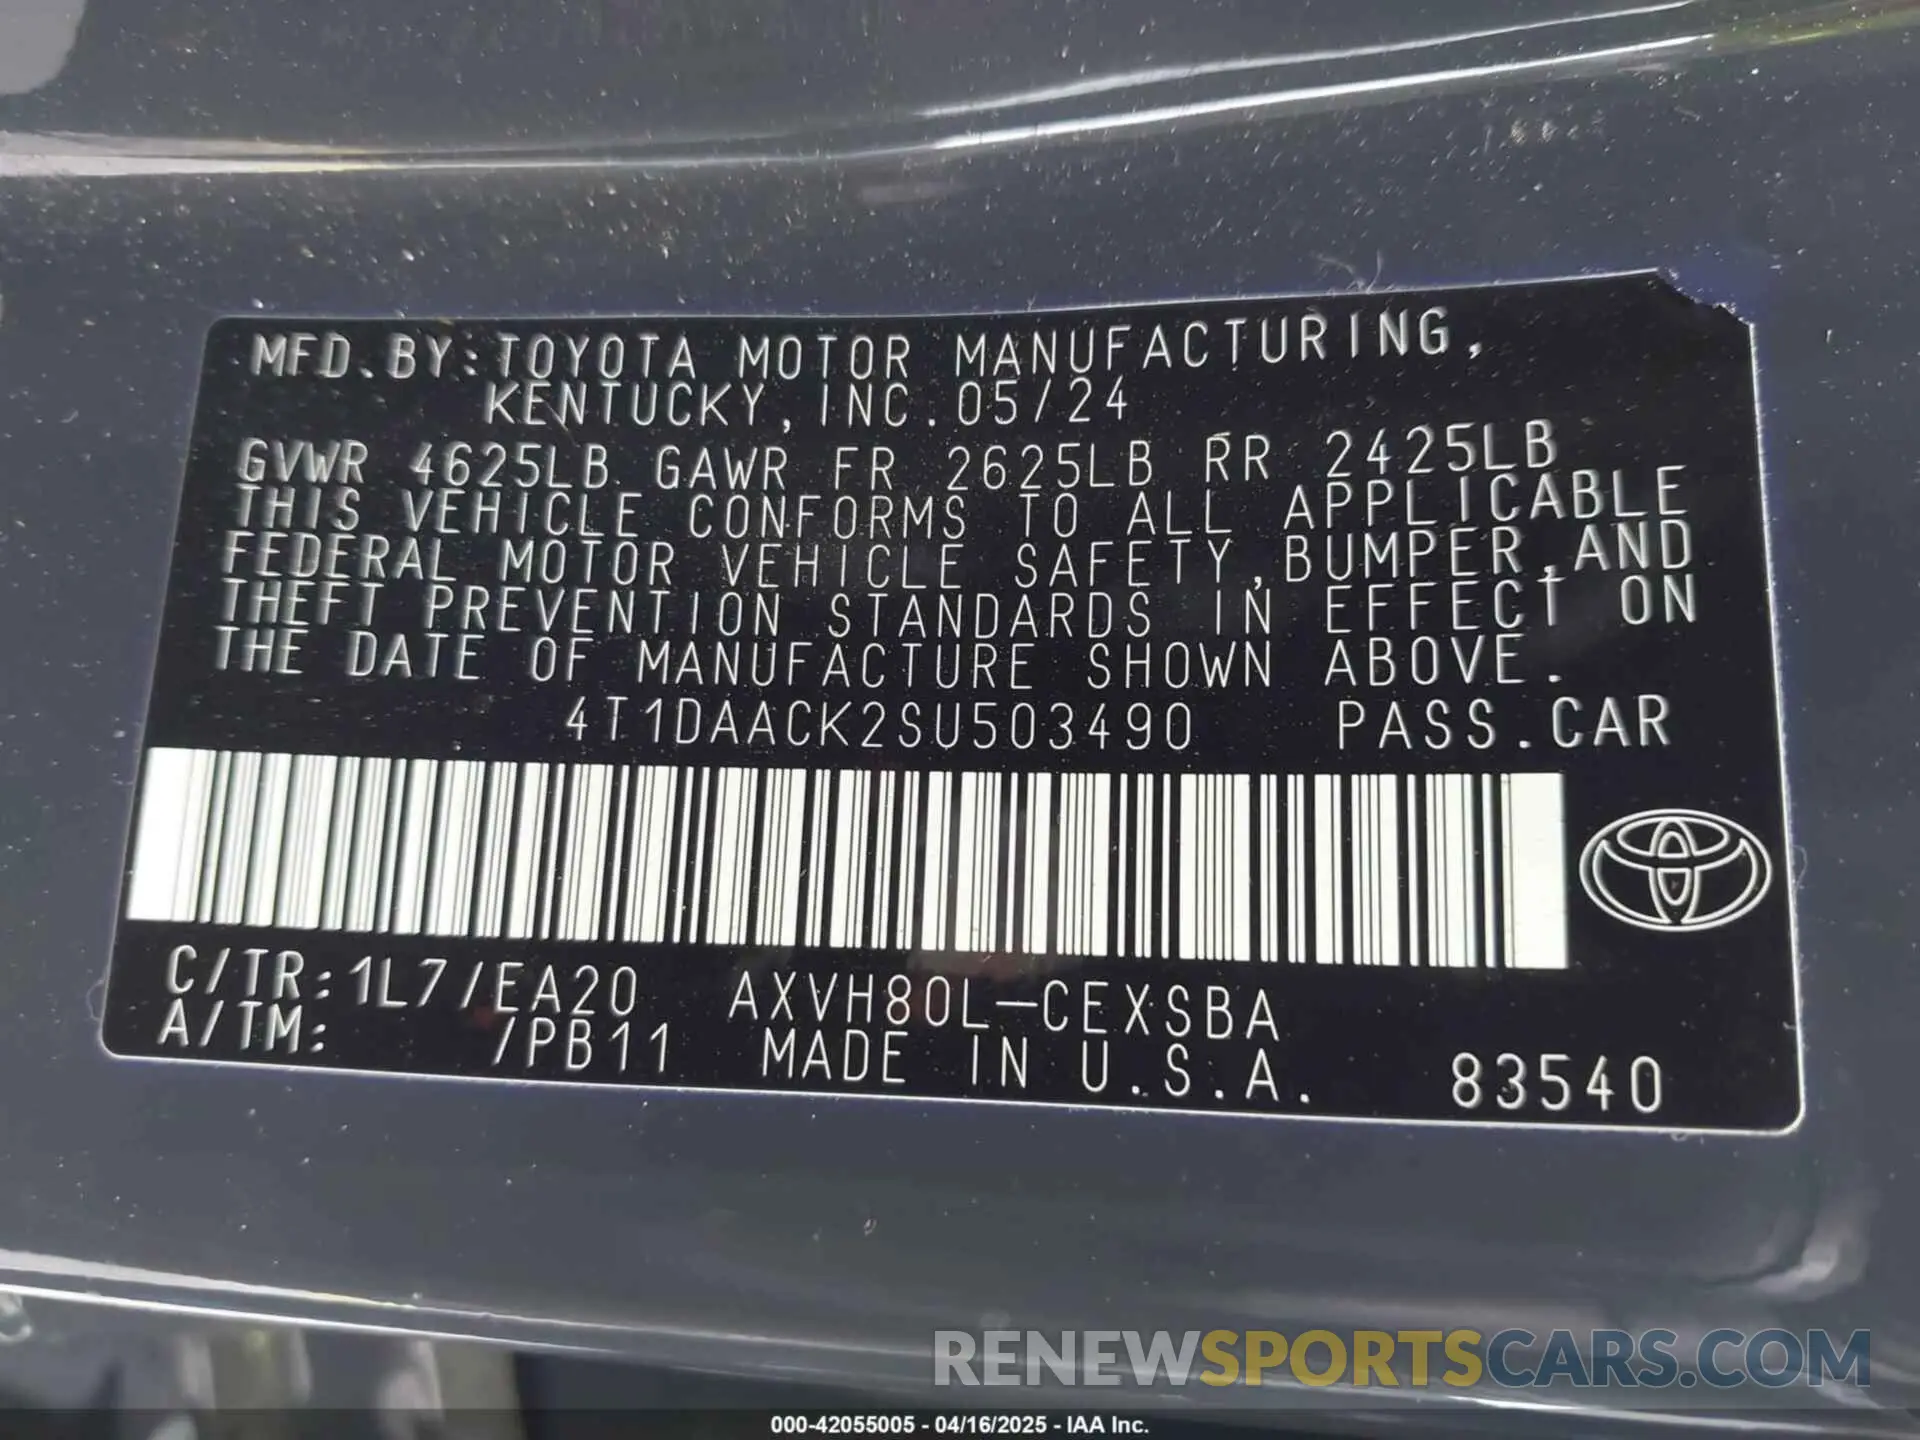 MFD.BY:TOYOTA MOTOR MANUFACTURING,
KENTUCKY, INC.05/24
GVWR 4625LB GAWR FR 2625LB RR 2425LB
THIS VEHICLE CONFORMS TO ALL APPLICABLE
FEDERAL MOTOR VEHICLE SAFETY,BUMPER,AND
THEFT PREVENTION STANDARDS IN EFFECT ON
THE DATE OF MANUFACTURE SHOWN ABOVE.
4T1DAACK2SU503490 PASS.CAR
C/TR:1L7/EA20 AXVH80L-CEXSBA
A/TM: /PB11 MADE IN U.S.A. 83540
RENEWSPORTSCARS.COM
000-42055005 - 04/16/2025 - IAA Inc.